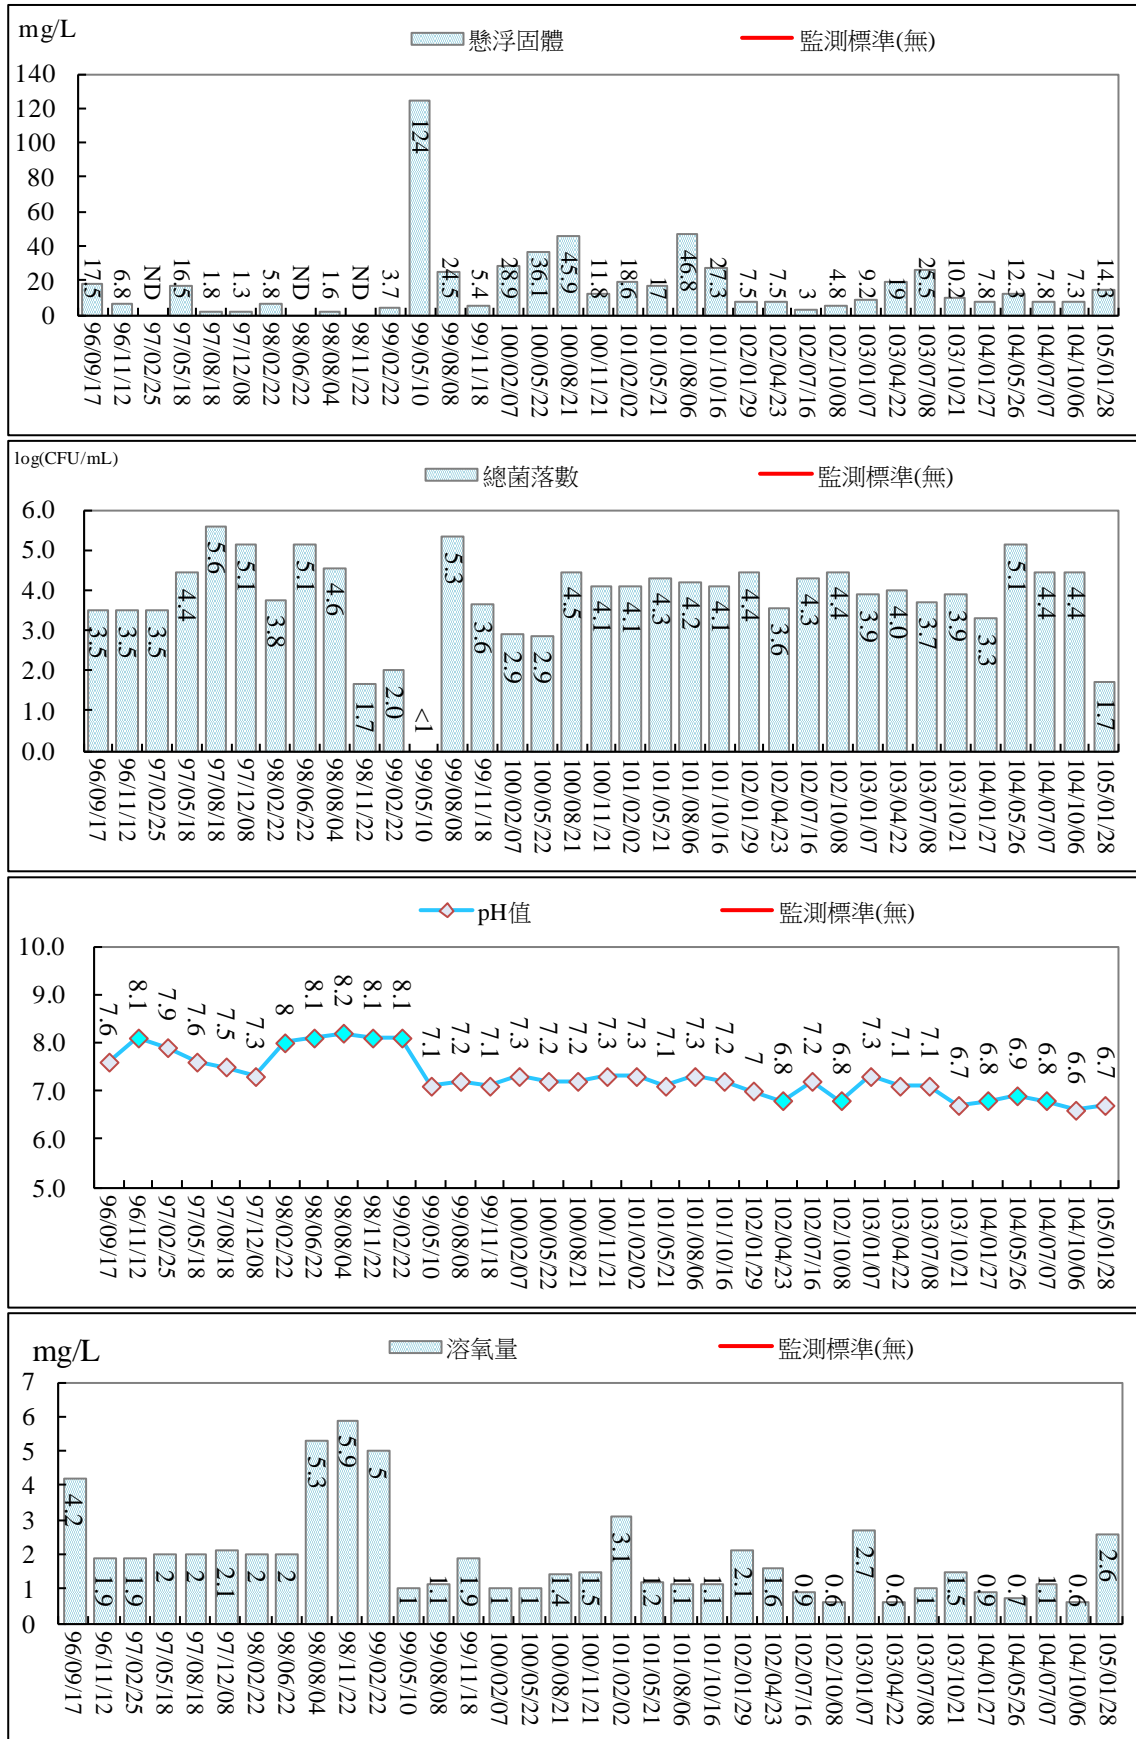 mg/L
懸浮固體 監測標準(無)
140
120
100
80
60
40
20
0
17.5 6.8 ND 16.5 1.8 1.3 5.8 ND 1.6 ND 3.7 124 24.5 5.4 28.9 36.1 45.9 11.8 18.6 17 46.8 27.3 7.5 7.5 3 4.8 9.2 19 25.5 10.2 7.8 12.3 7.8 7.3 14.3
96/09/17 96/11/12 97/02/25 97/05/18 97/08/18 97/12/08 98/02/22 98/06/22 98/08/04 98/11/22 99/02/22 99/05/10 99/08/08 99/11/18 100/02/07 100/05/22 100/08/21 100/11/21 101/02/02 101/05/21 101/08/06 101/10/16 102/01/29 102/04/23 102/07/16 102/10/08 103/01/07 103/04/22 103/07/08 103/10/21 104/01/27 104/05/26 104/07/07 104/10/06 105/01/28
log(CFU/mL)
總菌落數 監測標準(無)
6.0
5.0
4.0
3.0
2.0
1.0
0.0
3.5 3.5 3.5 4.4 5.6 5.1 3.8 5.1 4.6 1.7 2.0 <1 5.3 3.6 2.9 2.9 4.5 4.1 4.1 4.3 4.2 4.1 4.4 3.6 4.3 4.4 3.9 4.0 3.7 3.9 3.3 5.1 4.4 4.4 1.7
96/09/17 96/11/12 97/02/25 97/05/18 97/08/18 97/12/08 98/02/22 98/06/22 98/08/04 98/11/22 99/02/22 99/05/10 99/08/08 99/11/18 100/02/07 100/05/22 100/08/21 100/11/21 101/02/02 101/05/21 101/08/06 101/10/16 102/01/29 102/04/23 102/07/16 102/10/08 103/01/07 103/04/22 103/07/08 103/10/21 104/01/27 104/05/26 104/07/07 104/10/06 105/01/28
pH值 監測標準(無)
10.0
9.0
8.0
7.0
6.0
5.0
7.6 8.1 7.9 7.6 7.5 7.3 8 8.1 8.2 8.1 8.1 7.1 7.2 7.1 7.3 7.2 7.2 7.3 7.3 7.1 7.3 7.2 7 6.8 7.2 6.8 7.3 7.1 7.1 6.7 6.8 6.9 6.8 6.6 6.7
96/09/17 96/11/12 97/02/25 97/05/18 97/08/18 97/12/08 98/02/22 98/06/22 98/08/04 98/11/22 99/02/22 99/05/10 99/08/08 99/11/18 100/02/07 100/05/22 100/08/21 100/11/21 101/02/02 101/05/21 101/08/06 101/10/16 102/01/29 102/04/23 102/07/16 102/10/08 103/01/07 103/04/22 103/07/08 103/10/21 104/01/27 104/05/26 104/07/07 104/10/06 105/01/28
mg/L
溶氧量 監測標準(無)
7
6
5
4
3
2
1
0
4.2 1.9 1.9 2 2 2.1 2 2 5.3 5.9 5 1 1.1 1.9 1 1 1.4 1.5 3.1 1.2 1.1 1.1 2.1 1.6 0.9 0.6 2.7 0.6 1 1.5 0.9 0.7 1.1 0.6 2.6
96/09/17 96/11/12 97/02/25 97/05/18 97/08/18 97/12/08 98/02/22 98/06/22 98/08/04 98/11/22 99/02/22 99/05/10 99/08/08 99/11/18 100/02/07 100/05/22 100/08/21 100/11/21 101/02/02 101/05/21 101/08/06 101/10/16 102/01/29 102/04/23 102/07/16 102/10/08 103/01/07 103/04/22 103/07/08 103/10/21 104/01/27 104/05/26 104/07/07 104/10/06 105/01/28